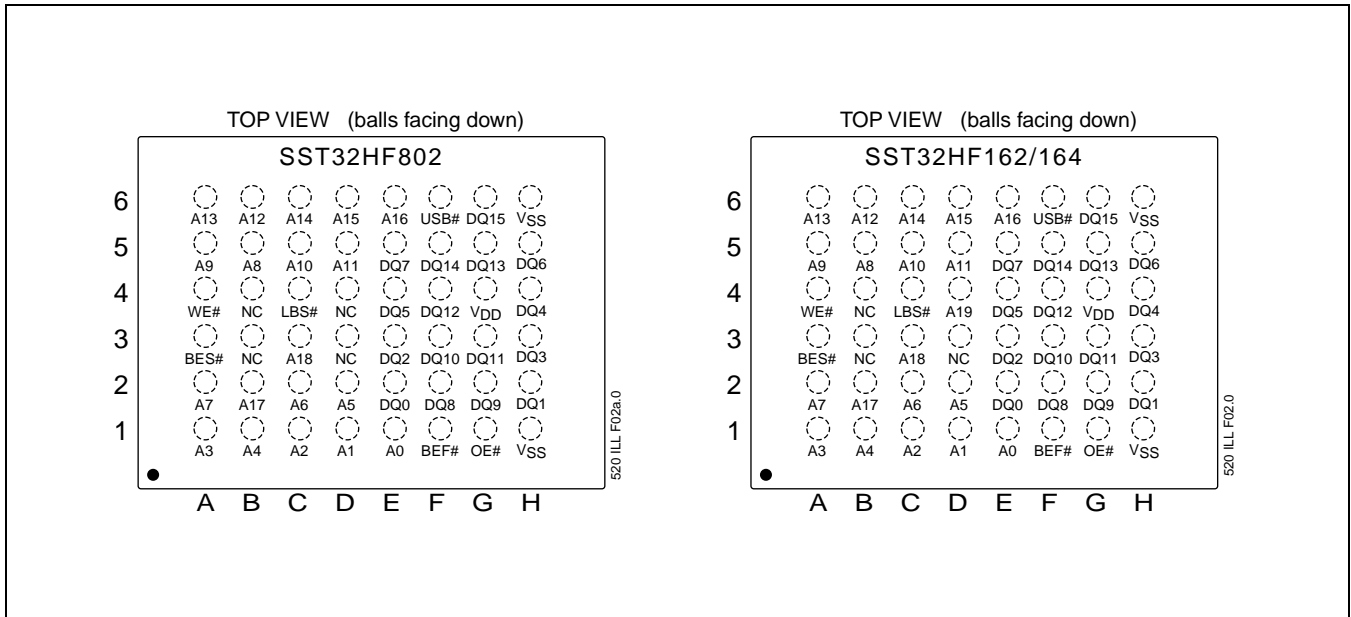 TOP VIEW (balls facing down)
SST32HF802
6
A13 A12 A14 A15 A16 USB# DQ15 VSS
5
A9 A8 A10 A11 DQ7 DQ14 DQ13 DQ6
4
WE# NC LBS# NC DQ5 DQ12 VDD DQ4
3
BES# NC A18 NC DQ2 DQ10 DQ11 DQ3
2
A7 A17 A6 A5 DQ0 DQ8 DQ9 DQ1
1
A3 A4 A2 A1 A0 BEF# OE# VSS
A B C D E F G H
520 ILL F02a.0
TOP VIEW (balls facing down)
SST32HF162/164
6
A13 A12 A14 A15 A16 USB# DQ15 VSS
5
A9 A8 A10 A11 DQ7 DQ14 DQ13 DQ6
4
WE# NC LBS# A19 DQ5 DQ12 VDD DQ4
3
BES# NC A18 NC DQ2 DQ10 DQ11 DQ3
2
A7 A17 A6 A5 DQ0 DQ8 DQ9 DQ1
1
A3 A4 A2 A1 A0 BEF# OE# VSS
A B C D E F G H
520 ILL F02.0